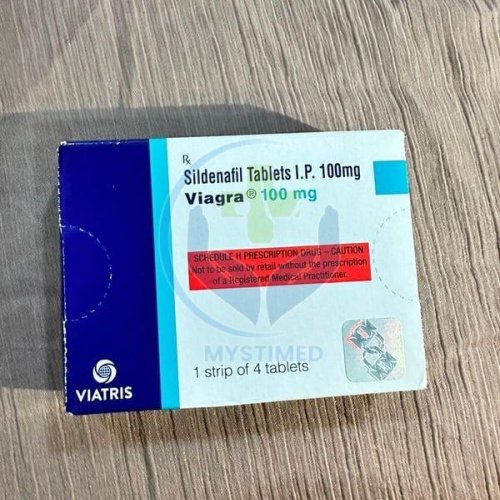 Rx
Sildenafil Tablets I.P. 100mg
Viagra® 100 mg
SCHEDULE H PRESCRIPTION DRUG – CAUTION
Not to be sold by retail without the prescription
of a Registered Medical Practitioner.
MYSTIMED
1 strip of 4 tablets
VIATRIS